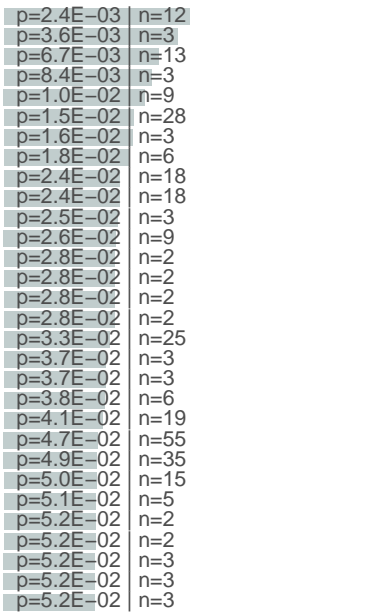 p=2.4E−03 | n=12
p=3.6E−03 | n=3
p=6.7E−03 | n=13
p=8.4E−03 | n=3
p=1.0E−02 | n=9
p=1.5E−02 | n=28
p=1.6E−02 | n=3
p=1.8E−02 | n=6
p=2.4E−02 | n=18
p=2.4E−02 | n=18
p=2.5E−02 | n=3
p=2.6E−02 | n=9
p=2.8E−02 | n=2
p=2.8E−02 | n=2
p=2.8E−02 | n=2
p=2.8E−02 | n=2
p=3.3E−02 | n=25
p=3.7E−02 | n=3
p=3.7E−02 | n=3
p=3.8E−02 | n=6
p=4.1E−02 | n=19
p=4.7E−02 | n=55
p=4.9E−02 | n=35
p=5.0E−02 | n=15
p=5.1E−02 | n=5
p=5.2E−02 | n=2
p=5.2E−02 | n=2
p=5.2E−02 | n=3
p=5.2E−02 | n=3
p=5.2E−02 | n=3